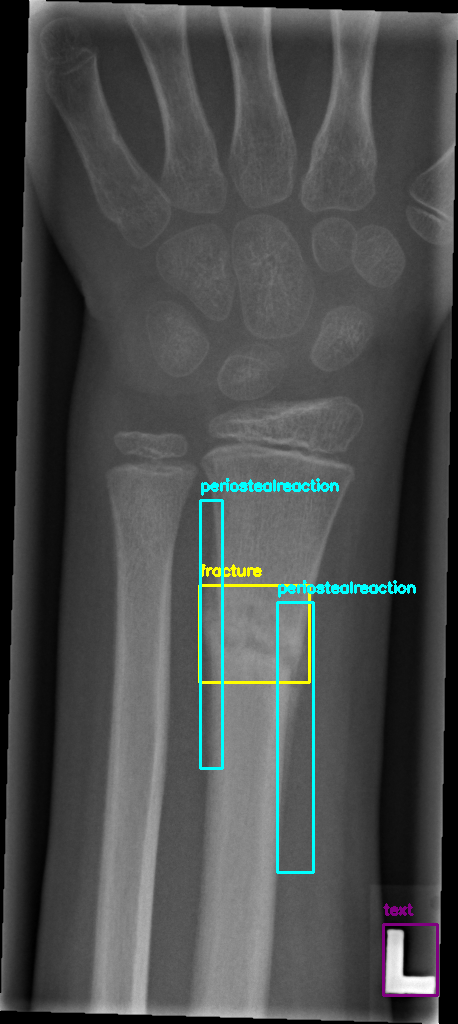 periostealreaction
fracture
periostealreaction
text
L